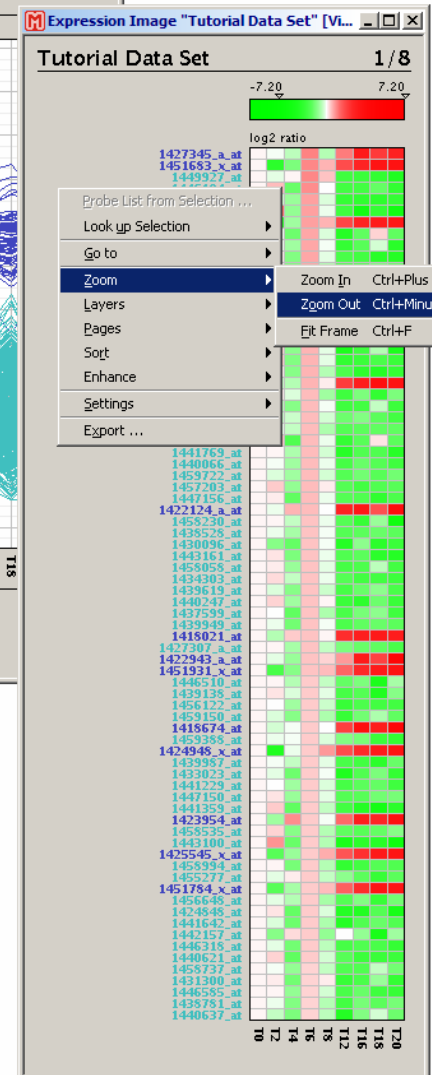 Expression Image "Tutorial Data Set" [Vi...
Tutorial Data Set 1/8
-7.20 7.20
log2 ratio
1427345_a_at
1451683_x_at
1449927_at
Probe List from Selection ...
Look up Selection
Go to
Zoom
Layers
Pages
Sort
Enhance
Settings
Export ...
Zoom In Ctrl+Plus
Zoom Out Ctrl+Minu
Fit Frame Ctrl+F
1441769_at
1440066_at
1459722_at
1457203_at
1447156_at
1422124_a_at
1458230_at
1438528_at
1430096_at
1443161_at
1458058_at
1434303_at
1439619_at
1440247_at
1437599_at
1439949_at
1418021_at
1427307_a_at
1422943_a_at
1451931_x_at
1446510_at
1439138_at
1456122_at
1459150_at
1418674_at
1459388_at
1424948_x_at
1439987_at
1433023_at
1441229_at
1447150_at
1441359_at
1423954_at
1458535_at
1443100_at
1425545_x_at
1458994_at
1455277_at
1451784_x_at
1456648_at
1424848_at
1441642_at
1442157_at
1446318_at
1440621_at
1458737_at
1431300_at
1446585_at
1438781_at
1440637_at
T0 T2 T4 T6 T8 T12 T16 T18 T20
T18